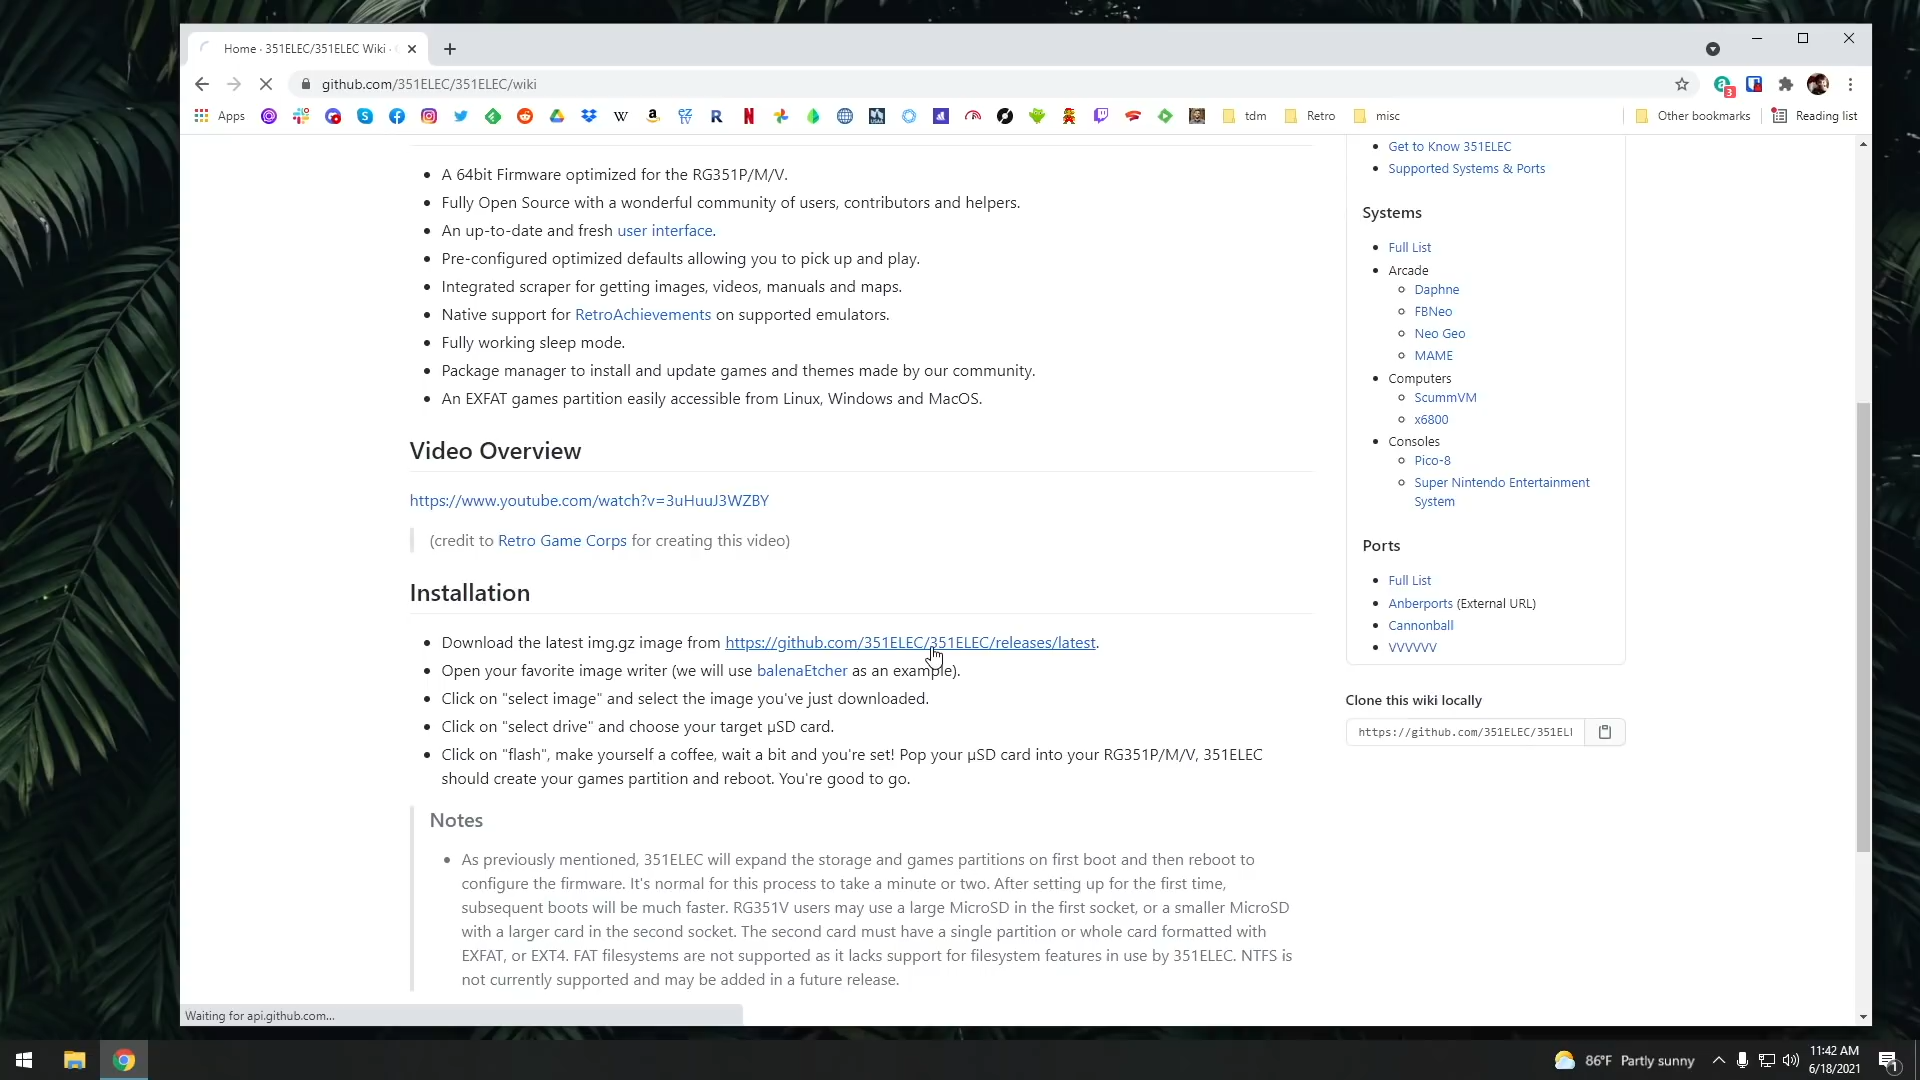 Home · 351ELEC/351ELEC Wiki ·
github.com/351ELEC/351ELEC/wiki
3
Apps
tdm
Retro
misc
Other bookmarks
Reading list
A 64bit Firmware optimized for the RG351P/M/V.
Fully Open Source with a wonderful community of users, contributors and helpers.
An up-to-date and fresh user interface.
Pre-configured optimized defaults allowing you to pick up and play.
Integrated scraper for getting images, videos, manuals and maps.
Native support for RetroAchievements on supported emulators.
Fully working sleep mode.
Package manager to install and update games and themes made by our community.
An EXFAT games partition easily accessible from Linux, Windows and MacOS.
Video Overview
https://www.youtube.com/watch?v=3uHuuJ3WZBY
(credit to Retro Game Corps for creating this video)
Installation
Download the latest img.gz image from https://github.com/351ELEC/351ELEC/releases/latest.
Open your favorite image writer (we will use balenaEtcher as an example).
Click on "select image" and select the image you've just downloaded.
Click on "select drive" and choose your target µSD card.
Click on "flash", make yourself a coffee, wait a bit and you're set! Pop your µSD card into your RG351P/M/V, 351ELEC
should create your games partition and reboot. You're good to go.
Notes
As previously mentioned, 351ELEC will expand the storage and games partitions on first boot and then reboot to
configure the firmware. It's normal for this process to take a minute or two. After setting up for the first time,
subsequent boots will be much faster. RG351V users may use a large MicroSD in the first socket, or a smaller MicroSD
with a larger card in the second socket. The second card must have a single partition or whole card formatted with
EXFAT, or EXT4. FAT filesystems are not supported as it lacks support for filesystem features in use by 351ELEC. NTFS is
not currently supported and may be added in a future release.
Get to Know 351ELEC
Supported Systems & Ports
Systems
Full List
Arcade
Daphne
FBNeo
Neo Geo
MAME
Computers
ScummVM
x6800
Consoles
Pico-8
Super Nintendo Entertainment
System
Ports
Full List
Anberports (External URL)
Cannonball
VVVVVV
Clone this wiki locally
https://github.com/351ELEC/351ELI
Waiting for api.github.com...
86°F Partly sunny
11:42 AM
6/18/2021
1